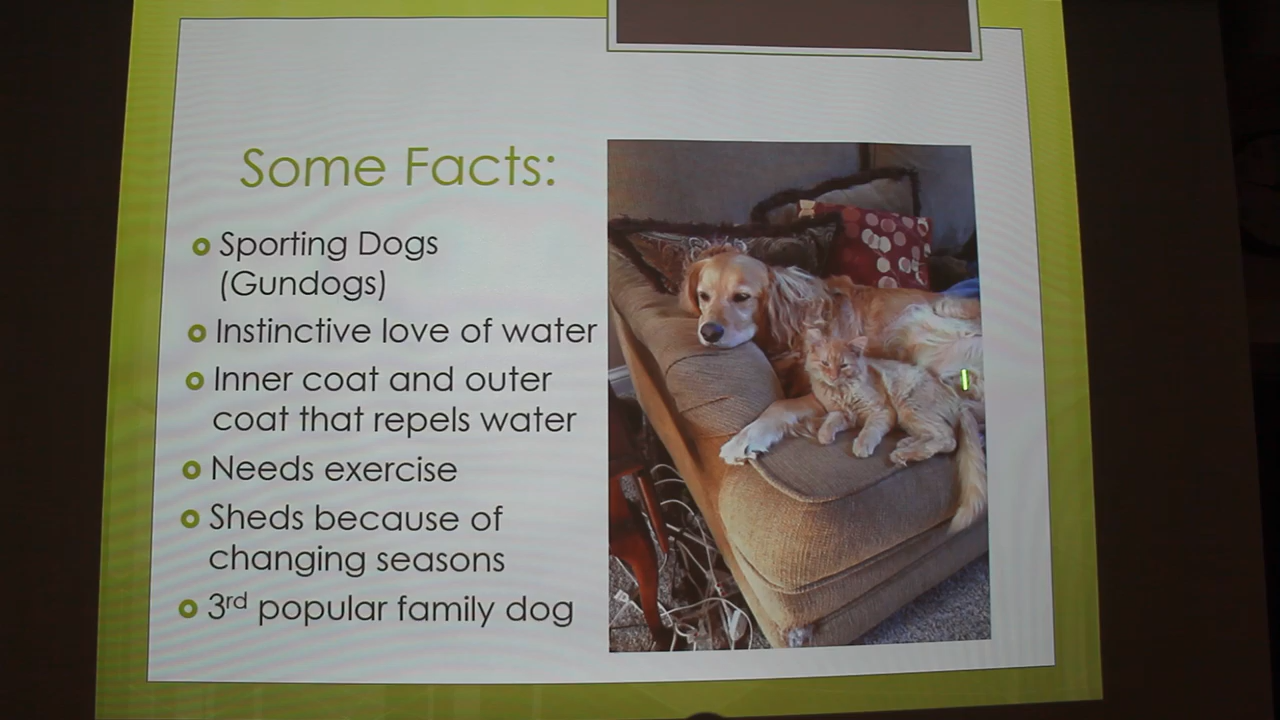 Some Facts:
Sporting Dogs
(Gundogs)
Instinctive love of water
Inner coat and outer
coat that repels water
Needs exercise
Sheds because of
changing seasons
3rd popular family dog